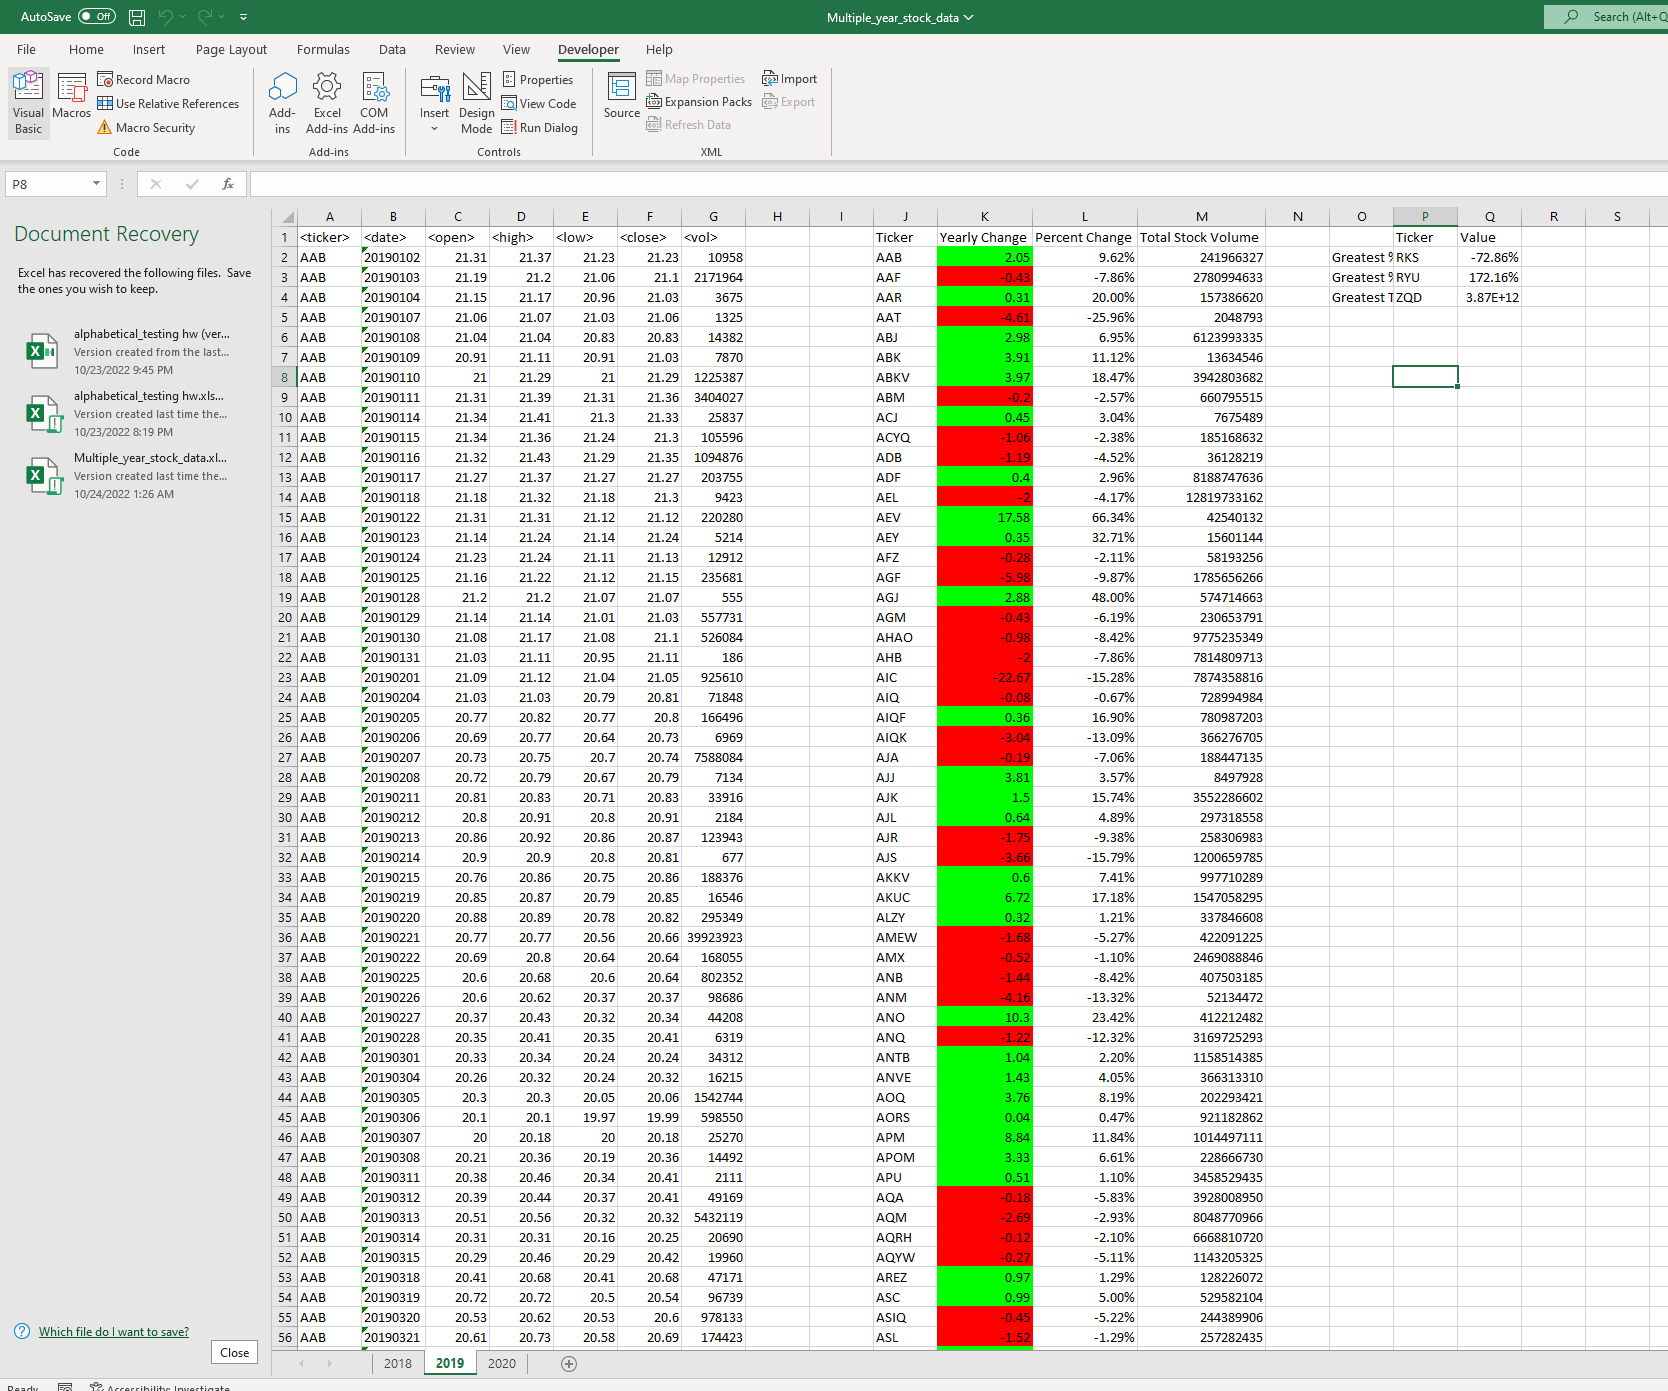 AutoSave Off Multiple_year_stock_data Search (Alt+Q
File Home Insert Page Layout Formulas Data Review View Developer Help
Visual Basic
Macros
Record Macro
Use Relative References
Macro Security
Code
Add-ins
Excel Add-ins
COM Add-ins
Add-ins
Insert
Design Mode
Properties
View Code
Run Dialog
Controls
Source
Map Properties
Expansion Packs
Refresh Data
Import
Export
XML
P8 fx
Document Recovery
Excel has recovered the following files. Save
the ones you wish to keep.
alphabetical_testing hw (ver...
Version created from the last...
10/23/2022 9:45 PM
alphabetical_testing hw.xls...
Version created last time the...
10/23/2022 8:19 PM
Multiple_year_stock_data.xl...
Version created last time the...
10/24/2022 1:26 AM
Which file do I want to save?
Close
A B C D E F G H I J K L M N O P Q R S
1 <ticker> <date> <open> <high> <low> <close> <vol> Ticker Yearly Change Percent Change Total Stock Volume Ticker Value
2 AAB 20190102 21.31 21.37 21.23 21.23 10958 AAB 2.05 9.62% 241966327 Greatest % RKS -72.86%
3 AAB 20190103 21.19 21.2 21.06 21.1 2171964 AAF -0.43 -7.86% 2780994633 Greatest % RYU 172.16%
4 AAB 20190104 21.15 21.17 20.96 21.03 3675 AAR 0.31 20.00% 157386620 Greatest T ZQD 3.87E+12
5 AAB 20190107 21.06 21.07 21.03 21.06 1325 AAT -4.61 -25.96% 2048793
6 AAB 20190108 21.04 21.04 20.83 20.83 14382 ABJ 2.98 6.95% 6123993335
7 AAB 20190109 20.91 21.11 20.91 21.03 7870 ABK 3.91 11.12% 13634546
8 AAB 20190110 21 21.29 21 21.29 1225387 ABKV 3.97 18.47% 3942803682
9 AAB 20190111 21.31 21.39 21.31 21.36 3404027 ABM -0.2 -2.57% 660795515
10 AAB 20190114 21.34 21.41 21.3 21.33 25837 ACJ 0.45 3.04% 7675489
11 AAB 20190115 21.34 21.36 21.24 21.3 105596 ACYQ -1.06 -2.38% 185168632
12 AAB 20190116 21.32 21.43 21.29 21.35 1094876 ADB -1.19 -4.52% 36128219
13 AAB 20190117 21.27 21.37 21.27 21.27 203755 ADF 0.4 2.96% 8188747636
14 AAB 20190118 21.18 21.32 21.18 21.3 9423 AEL -2 -4.17% 12819733162
15 AAB 20190122 21.31 21.31 21.12 21.12 220280 AEV 17.58 66.34% 42540132
16 AAB 20190123 21.14 21.24 21.14 21.24 5214 AEY 0.35 32.71% 15601144
17 AAB 20190124 21.23 21.24 21.11 21.13 12912 AFZ -0.28 -2.11% 58193256
18 AAB 20190125 21.16 21.22 21.12 21.15 235681 AGF -5.98 -9.87% 1785656266
19 AAB 20190128 21.2 21.2 21.07 21.07 555 AGJ 2.88 48.00% 574714663
20 AAB 20190129 21.14 21.14 21.01 21.03 557731 AGM -0.43 -6.19% 230653791
21 AAB 20190130 21.08 21.17 21.08 21.1 526084 AHAO -0.98 -8.42% 9775235349
22 AAB 20190131 21.03 21.11 20.95 21.11 186 AHB -2 -7.86% 7814809713
23 AAB 20190201 21.09 21.12 21.04 21.05 925610 AIC -22.67 -15.28% 7874358816
24 AAB 20190204 21.03 21.03 20.79 20.81 71848 AIQ -0.08 -0.67% 728994984
25 AAB 20190205 20.77 20.82 20.77 20.8 166496 AIQF 0.36 16.90% 780987203
26 AAB 20190206 20.69 20.77 20.64 20.73 6969 AIQK -3.04 -13.09% 366276705
27 AAB 20190207 20.73 20.75 20.7 20.74 7588084 AJA -0.19 -7.06% 188447135
28 AAB 20190208 20.72 20.79 20.67 20.79 7134 AJJ 3.81 3.57% 8497928
29 AAB 20190211 20.81 20.83 20.71 20.83 33916 AJK 1.5 15.74% 3552286602
30 AAB 20190212 20.8 20.91 20.8 20.91 2184 AJL 0.64 4.89% 297318558
31 AAB 20190213 20.86 20.92 20.86 20.87 123943 AJR -1.75 -9.38% 258306983
32 AAB 20190214 20.9 20.9 20.8 20.81 677 AJS -3.66 -15.79% 1200659785
33 AAB 20190215 20.76 20.86 20.75 20.86 188376 AKKV 0.6 7.41% 997710289
34 AAB 20190219 20.85 20.87 20.79 20.85 16546 AKUC 6.72 17.18% 1547058295
35 AAB 20190220 20.88 20.89 20.78 20.82 295349 ALZY 0.32 1.21% 337846608
36 AAB 20190221 20.77 20.77 20.56 20.66 39923923 AMEW -1.68 -5.27% 422091225
37 AAB 20190222 20.69 20.8 20.64 20.64 168055 AMX -0.52 -1.10% 2469088846
38 AAB 20190225 20.6 20.68 20.6 20.64 802352 ANB -1.44 -8.42% 407503185
39 AAB 20190226 20.6 20.62 20.37 20.37 98686 ANM -4.16 -13.32% 52134472
40 AAB 20190227 20.37 20.43 20.32 20.34 44208 ANO 10.3 23.42% 412212482
41 AAB 20190228 20.35 20.41 20.35 20.41 6319 ANQ -1.22 -12.32% 3169725293
42 AAB 20190301 20.33 20.34 20.24 20.24 34312 ANTB 1.04 2.20% 1158514385
43 AAB 20190304 20.26 20.32 20.24 20.32 16215 ANVE 1.43 4.05% 366313310
44 AAB 20190305 20.3 20.3 20.05 20.06 1542744 AOQ 3.76 8.19% 202293421
45 AAB 20190306 20.1 20.1 19.97 19.99 598550 AORS 0.04 0.47% 921182862
46 AAB 20190307 20 20.18 20 20.18 25270 APM 8.84 11.84% 1014497111
47 AAB 20190308 20.21 20.36 20.19 20.36 14492 APOM 3.33 6.61% 228666730
48 AAB 20190311 20.38 20.46 20.34 20.41 2111 APU 0.51 1.10% 3458529435
49 AAB 20190312 20.39 20.44 20.37 20.41 49169 AQA -0.18 -5.83% 3928008950
50 AAB 20190313 20.51 20.56 20.32 20.32 5432119 AQM -2.69 -2.93% 8048770966
51 AAB 20190314 20.31 20.31 20.16 20.25 20690 AQRH -0.12 -2.10% 6668810720
52 AAB 20190315 20.29 20.46 20.29 20.42 19960 AQYW -0.27 -5.11% 1143205325
53 AAB 20190318 20.41 20.68 20.41 20.68 47171 AREZ 0.97 1.29% 128226072
54 AAB 20190319 20.72 20.72 20.5 20.54 96739 ASC 0.99 5.00% 529582104
55 AAB 20190320 20.53 20.62 20.53 20.6 978133 ASIQ -0.45 -5.22% 244389906
56 AAB 20190321 20.61 20.73 20.58 20.69 174423 ASL -1.52 -1.29% 257282435
2018 2019 2020
Ready Accessibility: Investigate